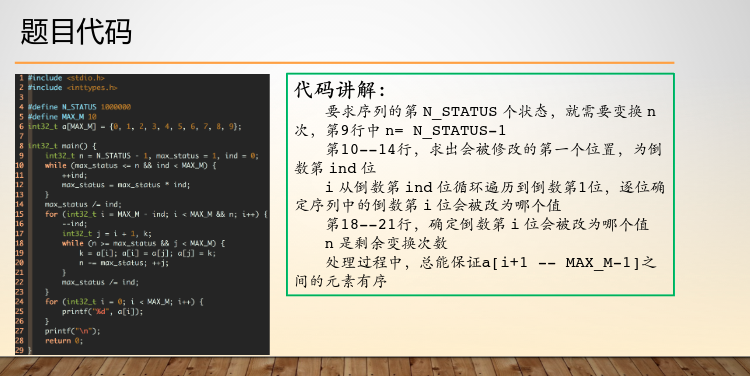 题目代码
1 #include <stdio.h>
2 #include <inttypes.h>
3
4 #define N_STATUS 1000000
5 #define MAX_M 10
6 int32_t a[MAX_M] = {0, 1, 2, 3, 4, 5, 6, 7, 8, 9};
7
8 int32_t main() {
9 int32_t n = N_STATUS - 1, max_status = 1, ind = 0;
10 while (max_status <= n && ind < MAX_M) {
11 ++ind;
12 max_status = max_status * ind;
13 }
14 max_status /= ind;
15 for (int32_t i = MAX_M - ind; i < MAX_M && n; i++) {
16 --ind;
17 int32_t j = i + 1, k;
18 while (n >= max_status && j < MAX_M) {
19 k = a[i]; a[i] = a[j]; a[j] = k;
20 n -= max_status; ++j;
21 }
22 max_status /= ind;
23 }
24 for (int32_t i = 0; i < MAX_M; i++) {
25 printf("%d", a[i]);
26 }
27 printf("\n");
28 return 0;
29 }
代码讲解：
要求序列的第 N_STATUS 个状态，就需要变换 n
次，第9行中 n= N_STATUS-1
第10--14行，求出会被修改的第一个位置，为倒
数第 ind 位
i 从倒数第 ind 位循环遍历到倒数第1位，逐位确
定序列中的倒数第 i 位会被改为哪个值
第18--21行，确定倒数第 i 位会被改为哪个值
n 是剩余变换次数
处理过程中，总能保证a[i+1 -- MAX_M-1]之
间的元素有序